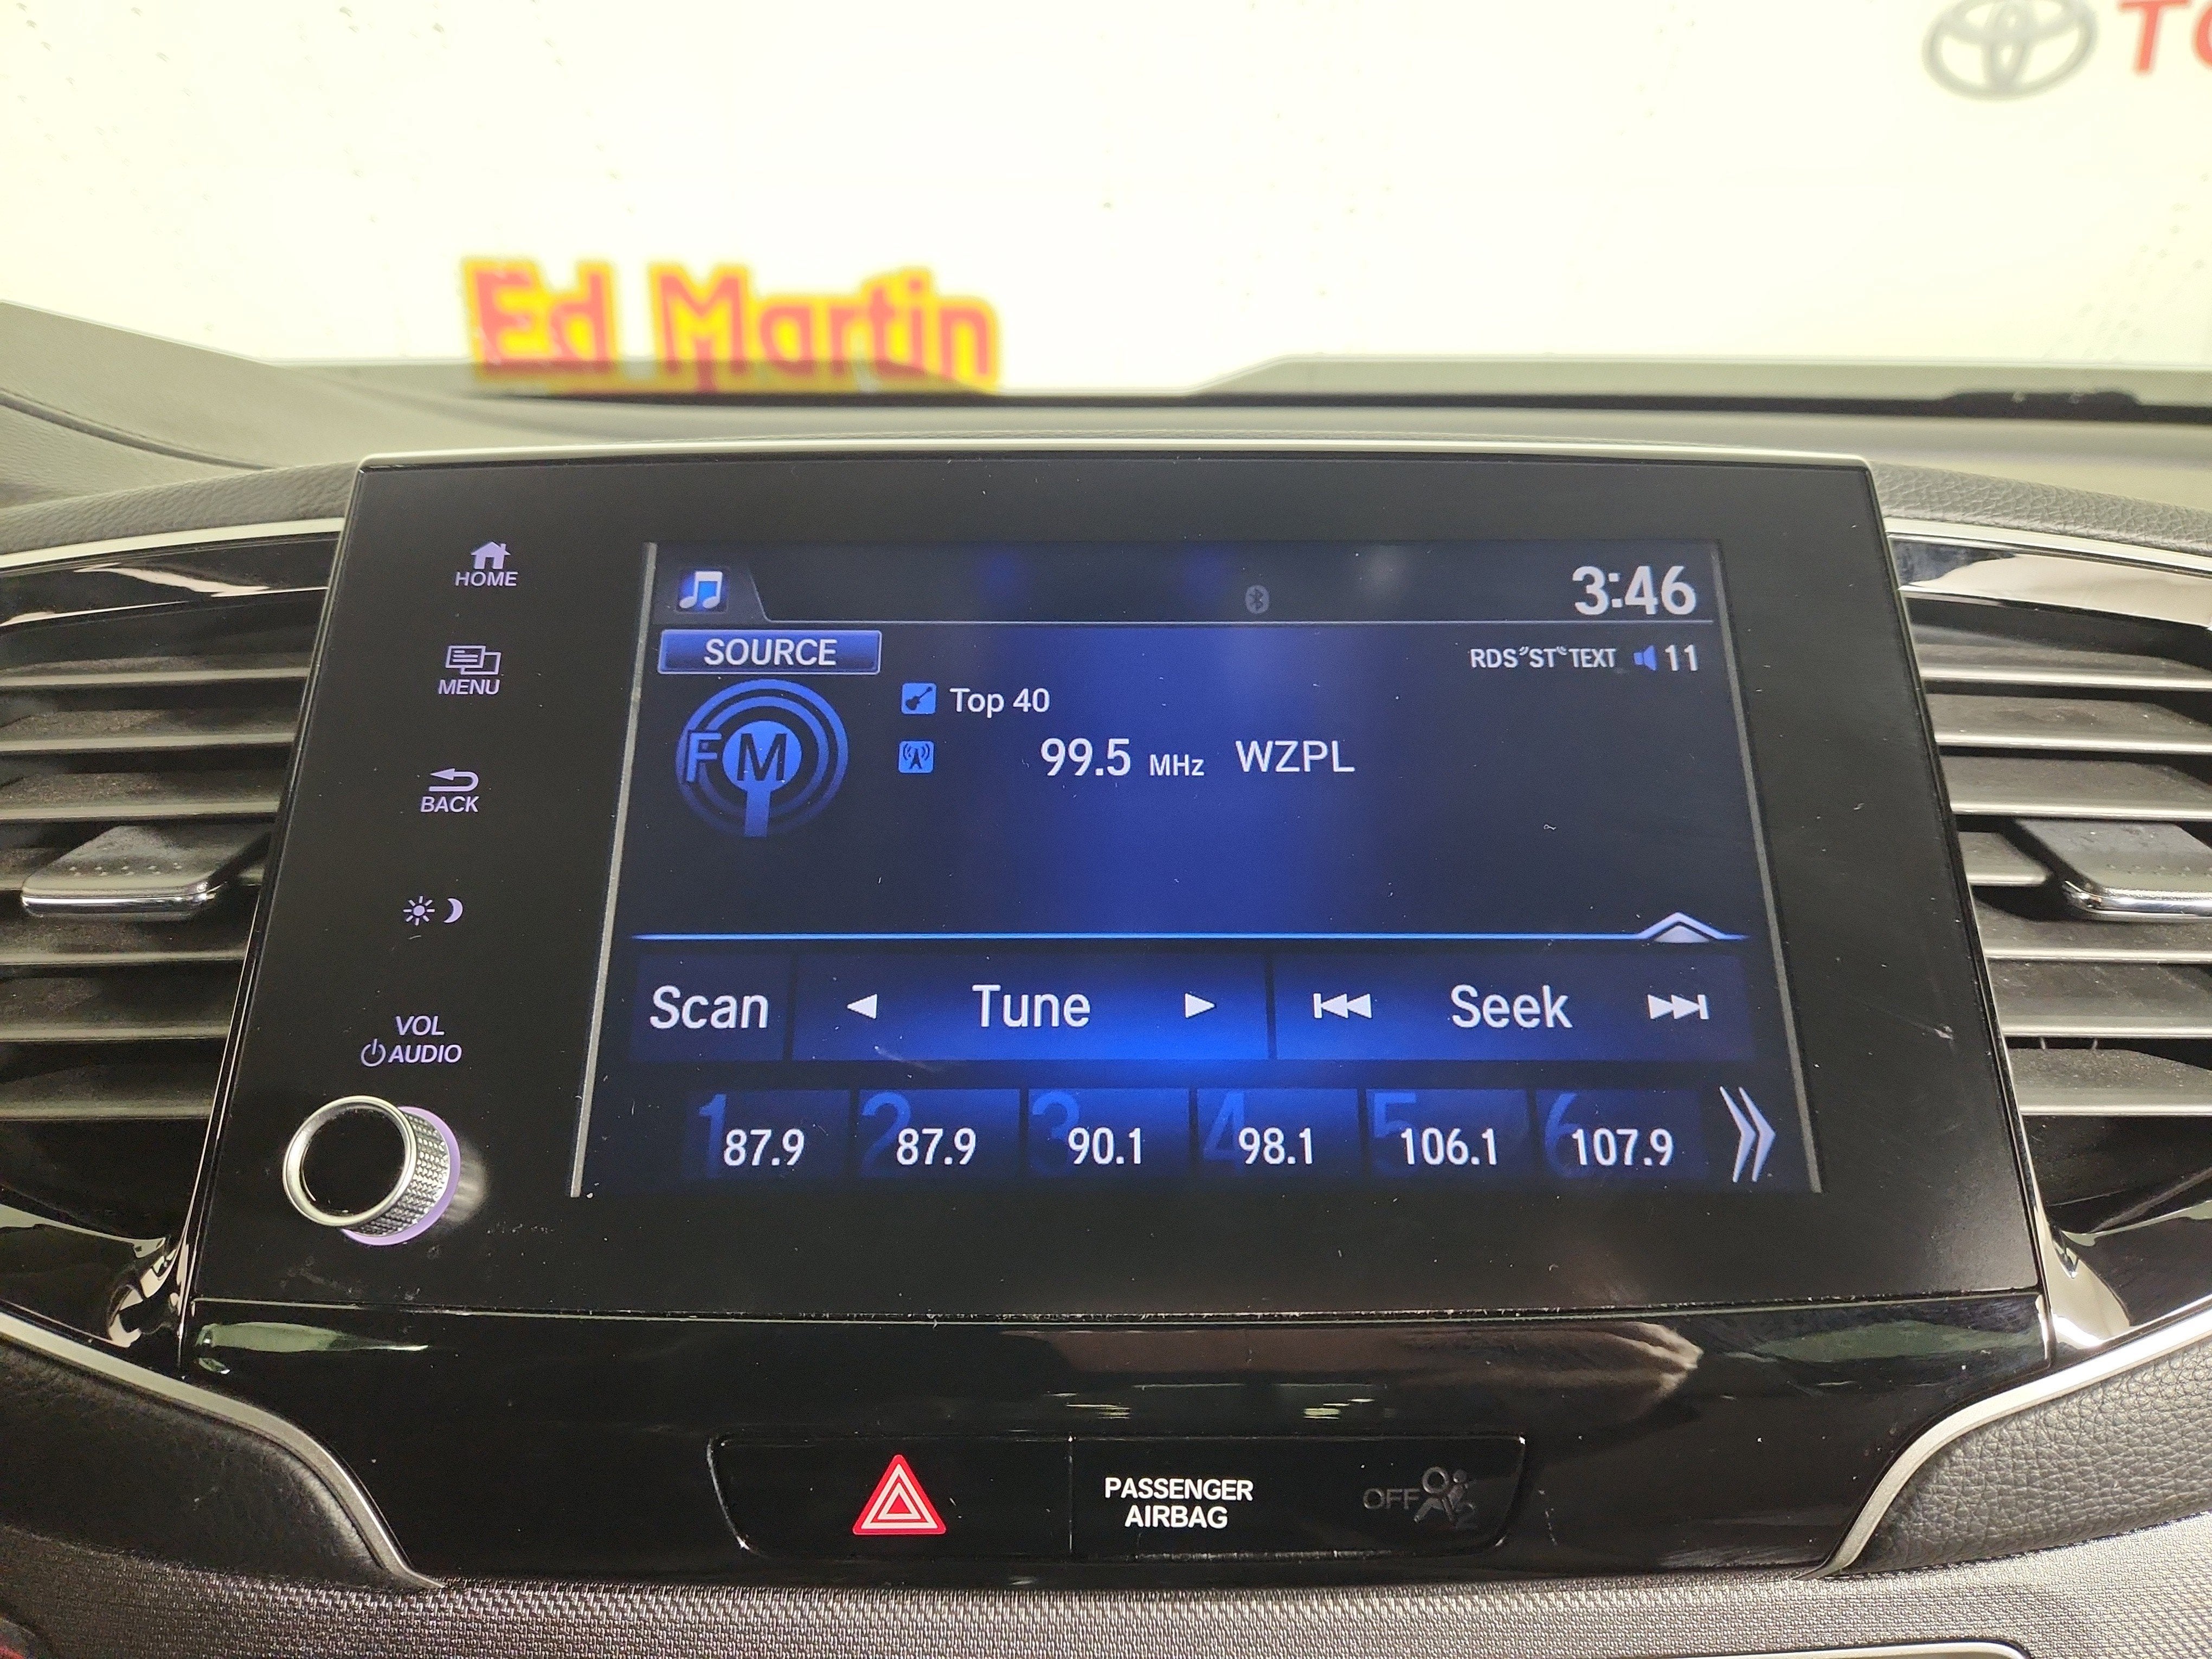 TO
Ed Martin
HOME
MENU
BACK
VOL
AUDIO
3:46
SOURCE
RDS ST TEXT 11
Top 40
FM
99.5 MHz WZPL
Scan Tune Seek
1 87.9 2 87.9 3 90.1 4 98.1 5 106.1 6 107.9
PASSENGER
AIRBAG
OFF 2